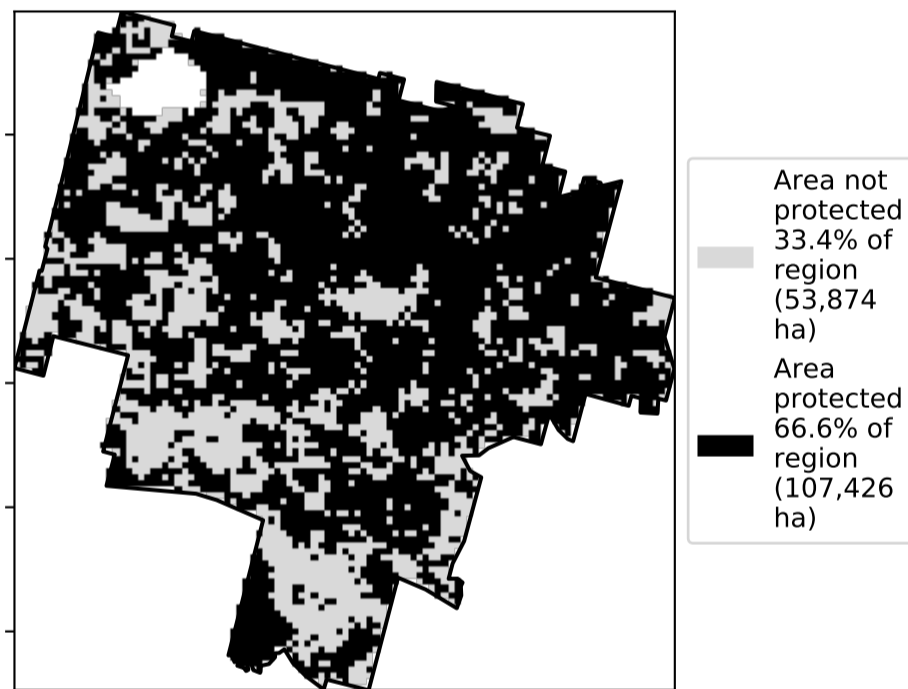 Area not
protected
33.4% of
region
(53,874
ha)
Area
protected
66.6% of
region
(107,426
ha)